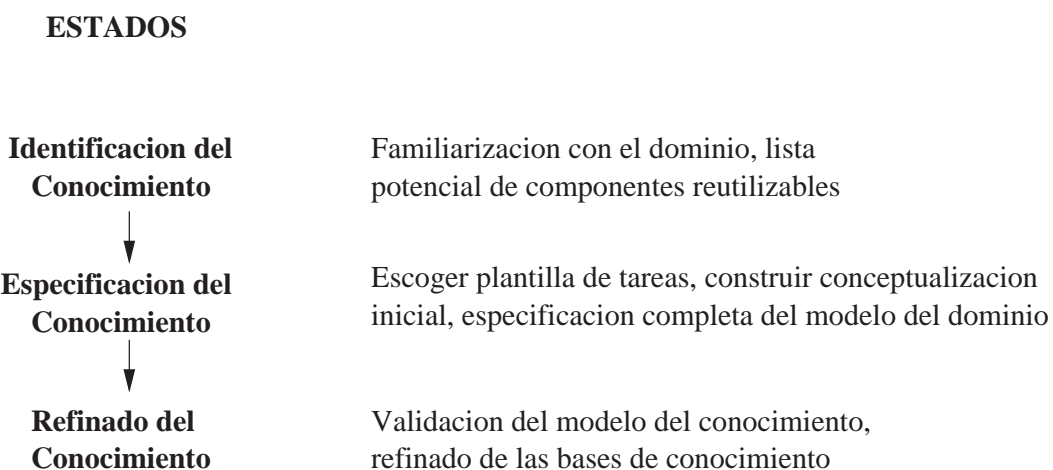 ESTADOS
Identificacion del
Conocimiento
Familiarizacion con el dominio, lista
potencial de componentes reutilizables
Especificacion del
Conocimiento
Escoger plantilla de tareas, construir conceptualizacion
inicial, especificacion completa del modelo del dominio
Refinado del
Conocimiento
Validacion del modelo del conocimiento,
refinado de las bases de conocimiento